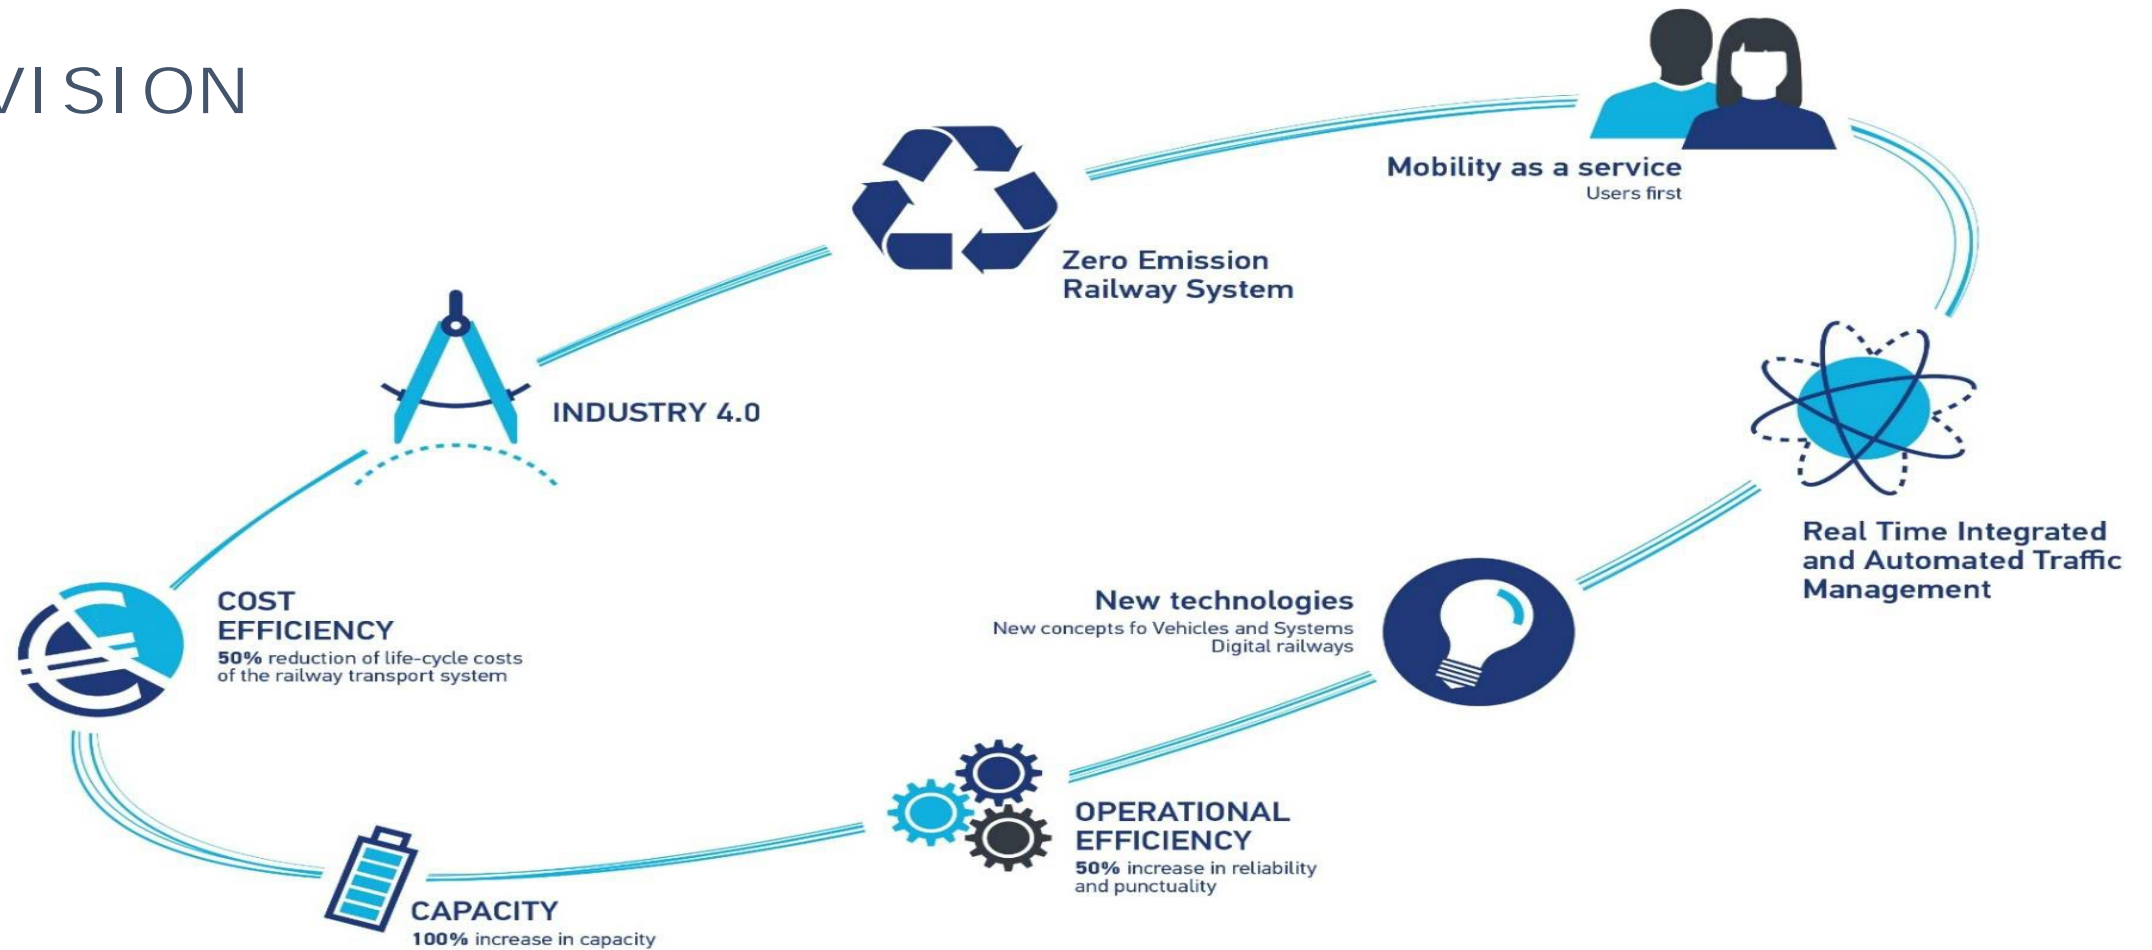 VISION
Mobility as a service
Users first
Zero Emission
Railway System
INDUSTRY 4.0
Real Time Integrated
and Automated Traffic
Management
COST
EFFICIENCY
50% reduction of life-cycle costs
of the railway transport system
New technologies
New concepts fo Vehicles and Systems
Digital railways
OPERATIONAL
EFFICIENCY
50% increase in reliability
and punctuality
CAPACITY
100% increase in capacity